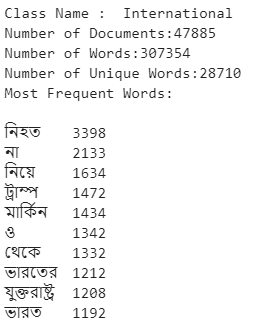 Class Name :  International
Number of Documents:47885
Number of Words:307354
Number of Unique Words:28710
Most Frequent Words:
নিহত 3398
না 2133
নিয়ে 1634
ট্রাম্প 1472
মার্কিন 1434
ও 1342
থেকে 1332
ভারতের 1212
যুক্তরাষ্ট্র 1208
ভারত 1192